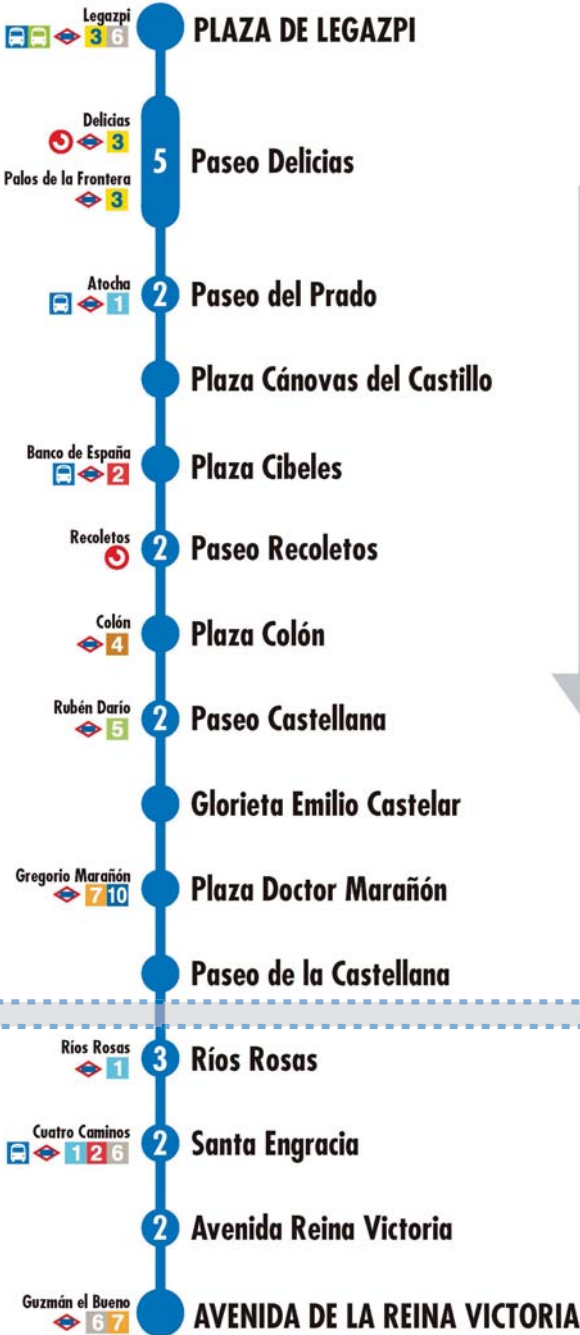 Legazpi
3 6
PLAZA DE LEGAZPI
Delicias
3
Palos de la Frontera
3
5
Paseo Delicias
Atocha
1
2
Paseo del Prado
Plaza Cánovas del Castillo
Banco de España
2
Plaza Cibeles
Recoletos
2
Paseo Recoletos
Colón
4
Plaza Colón
Rubén Darío
5
2
Paseo Castellana
Glorieta Emilio Castelar
Gregorio Marañón
7 10
Plaza Doctor Marañón
Paseo de la Castellana
Ríos Rosas
1
3
Ríos Rosas
Cuatro Caminos
1 2 6
2
Santa Engracia
2
Avenida Reina Victoria
Guzmán el Bueno
6 7
AVENIDA DE LA REINA VICTORIA